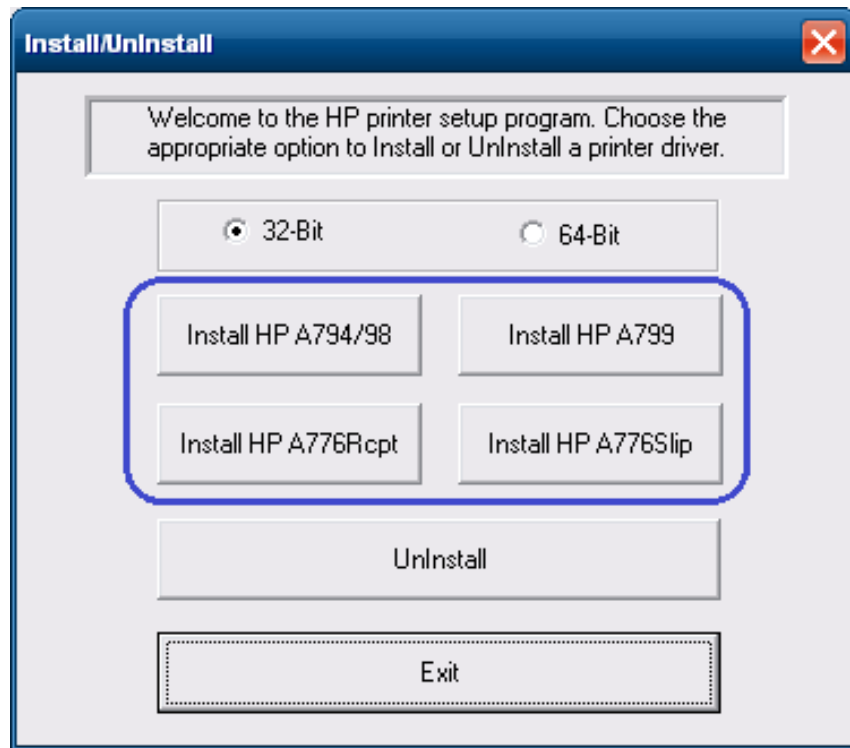 Install/UnInstall
Welcome to the HP printer setup program. Choose the
appropriate option to Install or UnInstall a printer driver.
32-Bit
64-Bit
Install HP A794/98
Install HP A799
Install HP A776Rcpt
Install HP A776Slip
UnInstall
Exit